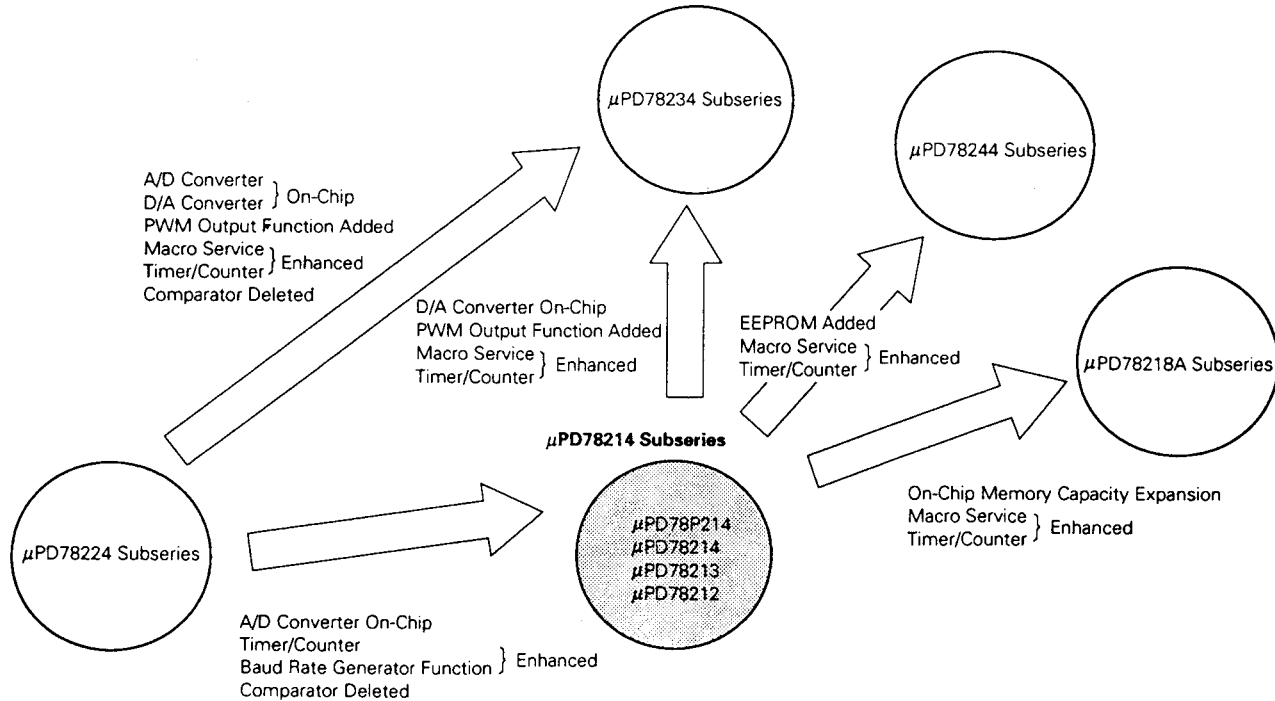 μPD78234 Subseries
μPD78244 Subseries
A/D Converter
D/A Converter } On-Chip
PWM Output Function Added
Macro Service
Timer/Counter } Enhanced
Comparator Deleted
D/A Converter On-Chip
PWM Output Function Added
Macro Service
Timer/Counter } Enhanced
EEPROM Added
Macro Service
Timer/Counter } Enhanced
μPD78218A Subseries
μPD78214 Subseries
μPD78P214
μPD78214
μPD78213
μPD78212
μPD78224 Subseries
On-Chip Memory Capacity Expansion
Macro Service
Timer/Counter } Enhanced
A/D Converter On-Chip
Timer/Counter
Baud Rate Generator Function } Enhanced
Comparator Deleted